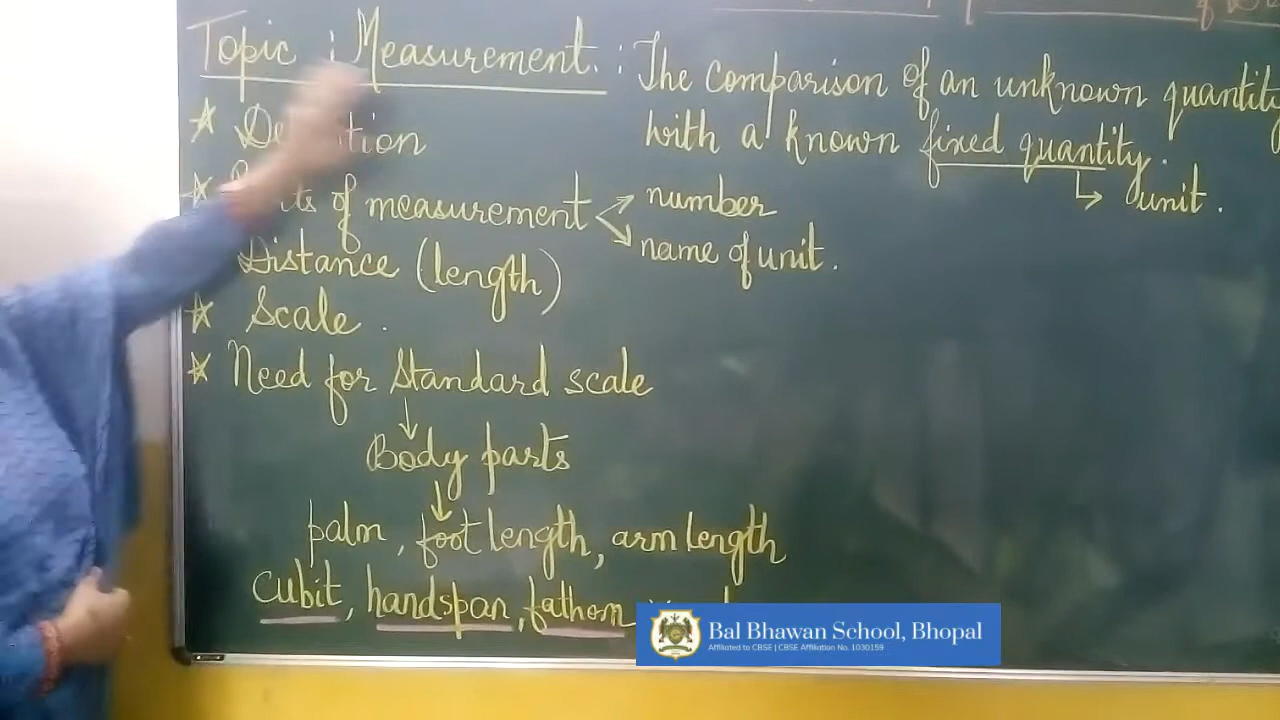 Topic : Measurement. : The comparison of an unknown quantity
with a known fixed quantity.
↳ unit.
★ 
★ of measurement < number
name of unit.
Distance (length)
★ Scale.
★ Need for Standard scale
↓
Body parts
↓
palm, foot length, arm length
cubit, handspan, fathom
Bal Bhawan School, Bhopal
Affiliated to CBSE | CBSE Affiliation No. 1030159